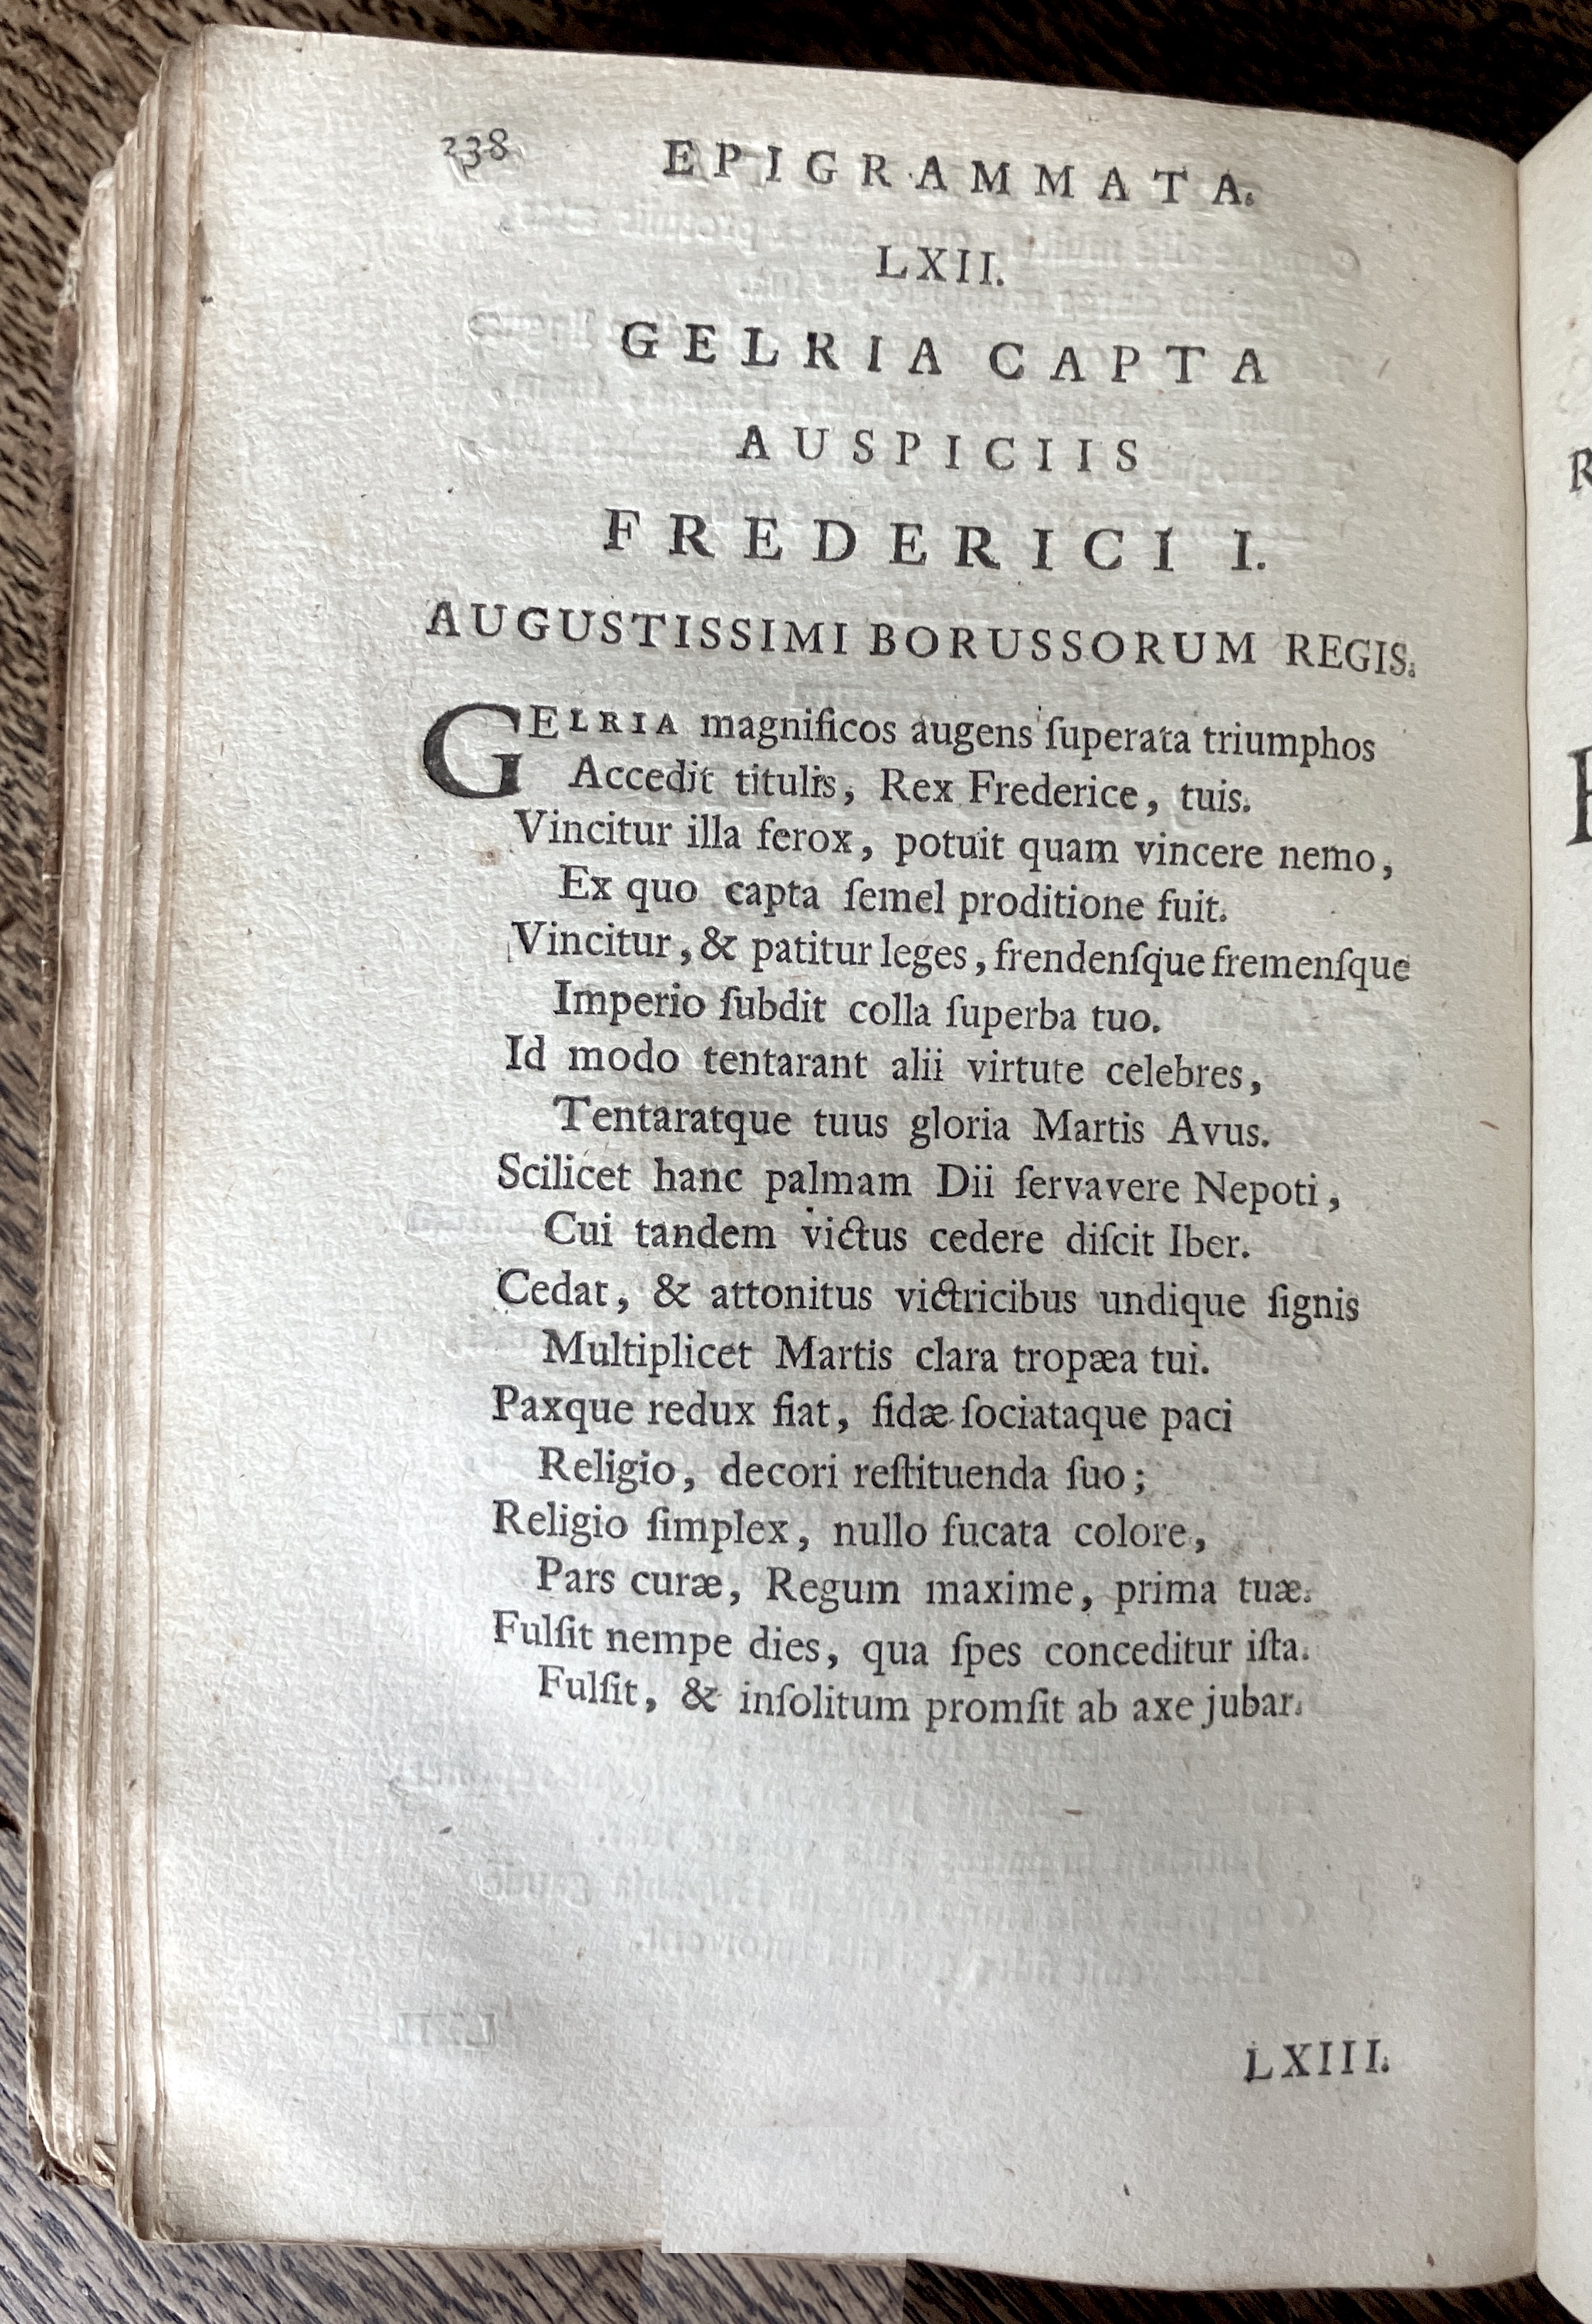 238 EPIGRAMMATA.
LXII.
GELRIA CAPTA
AUSPICIIS
FREDERICI I.
AUGUSTISSIMI BORUSSORUM REGIS.
GELRIA magnificos augens ſuperata triumphos
Accedit titulis, Rex Frederice, tuis.
Vincitur illa ferox, potuit quam vincere nemo,
Ex quo capta ſemel proditione fuit.
Vincitur, & patitur leges, frendenſque fremenſque
Imperio ſubdit colla ſuperba tuo.
Id modo tentarant alii virtute celebres,
Tentaratque tuus gloria Martis Avus.
Scilicet hanc palmam Dii ſervavere Nepoti,
Cui tandem victus cedere diſcit Iber.
Cedat, & attonitus victricibus undique ſignis
Multiplicet Martis clara tropæa tui.
Paxque redux fiat, fidæ ſociataque paci
Religio, decori reſtituenda ſuo;
Religio ſimplex, nullo fucata colore,
Pars curæ, Regum maxime, prima tuæ.
Fulſit nempe dies, qua ſpes conceditur iſta.
Fulſit, & inſolitum promſit ab axe jubar.
LXIII.